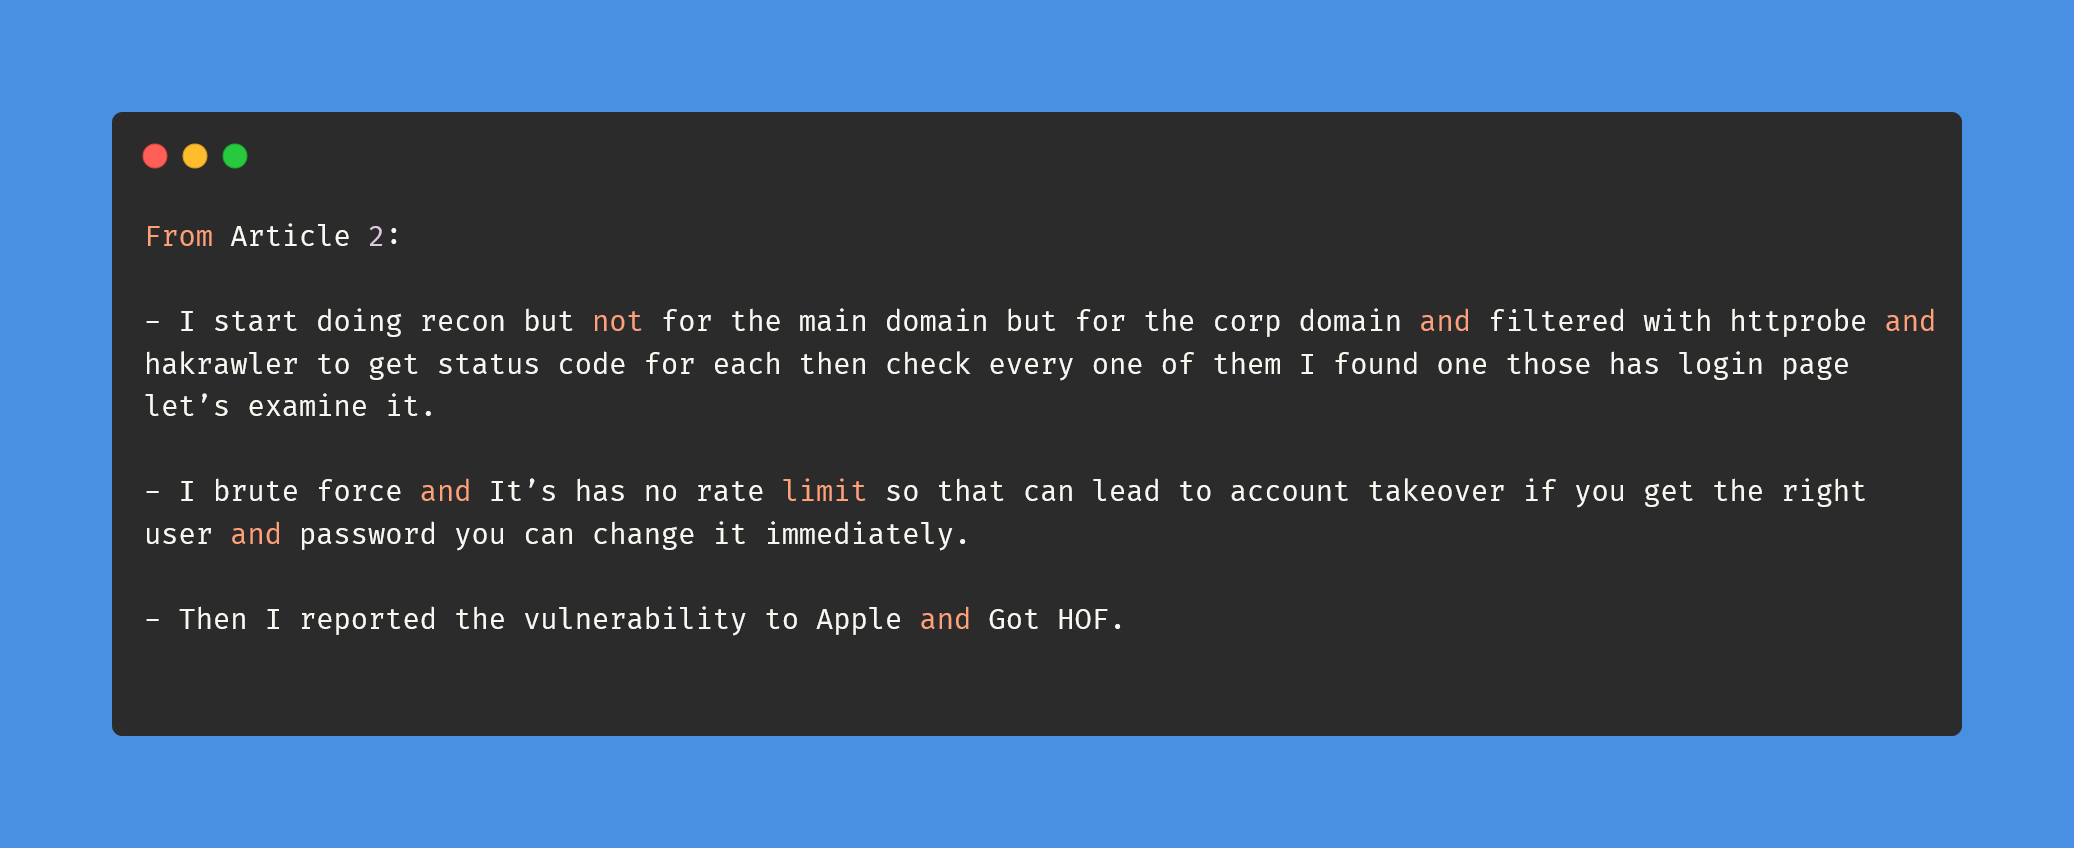 From Article 2:
- I start doing recon but not for the main domain but for the corp domain and filtered with httprobe and
hakrawler to get status code for each then check every one of them I found one those has login page
let’s examine it.
- I brute force and It’s has no rate limit so that can lead to account takeover if you get the right
user and password you can change it immediately.
- Then I reported the vulnerability to Apple and Got HOF.